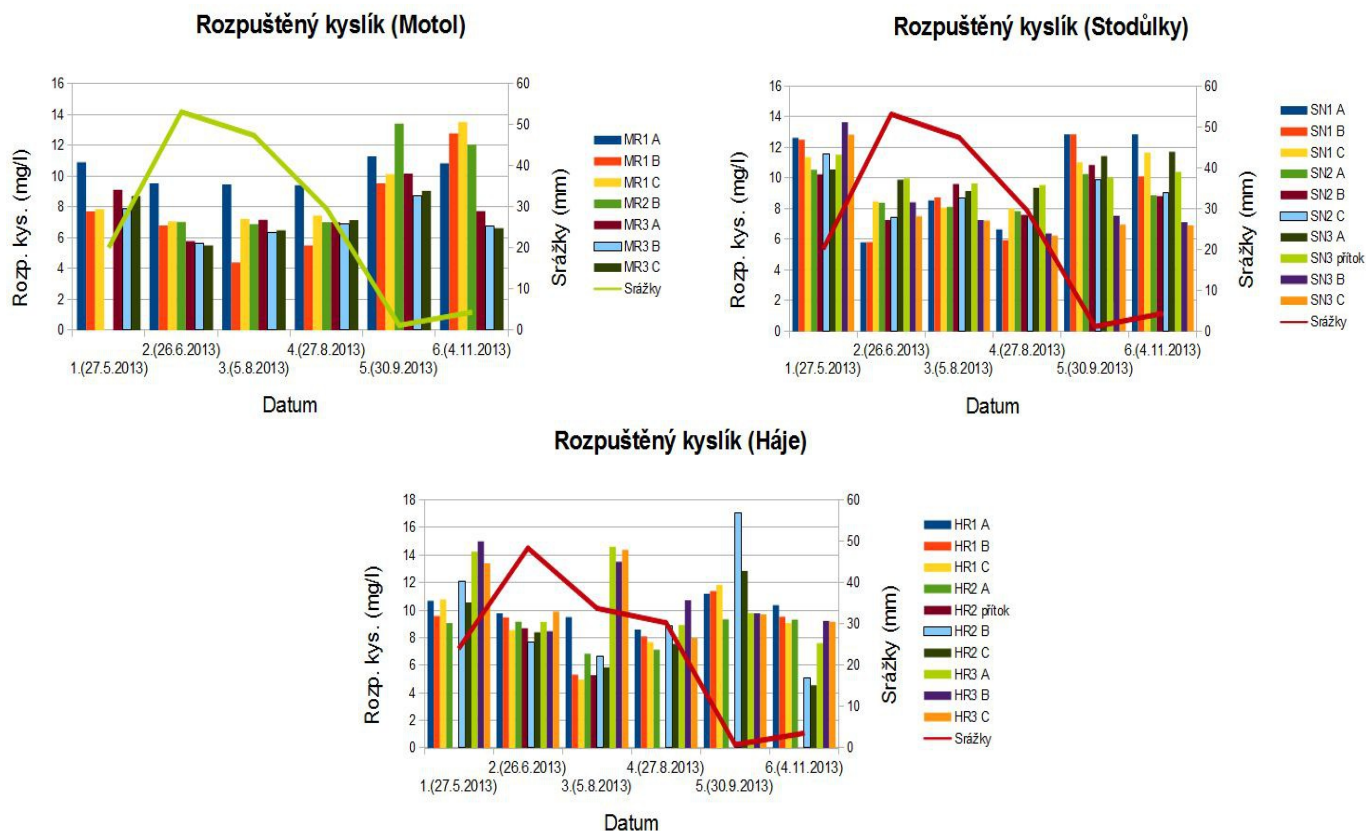 Rozpuštěný kyslík (Motol)
16
14
12
10
8
6
4
2
0
Rozp. kys. (mg/l)
60
50
40
30
20
10
0
Srážky (mm)
MR1 A
MR1 B
MR1 C
MR2 B
MR3 A
MR3 B
MR3 C
Srážky
2.(26.6.2013) 4.(27.8.2013) 6.(4.11.2013)
1.(27.5.2013) 3.(5.8.2013) 5.(30.9.2013)
Datum
Rozpuštěný kyslík (Stodůlky)
16
14
12
10
8
6
4
2
0
Rozp. kys. (mg/l)
60
50
40
30
20
10
0
Srážky (mm)
SN1 A
SN1 B
SN1 C
SN2 A
SN2 B
SN2 C
SN3 A
SN3 přítok
SN3 B
SN3 C
Srážky
2.(26.6.2013) 4.(27.8.2013) 6.(4.11.2013)
1.(27.5.2013) 3.(5.8.2013) 5.(30.9.2013)
Datum
Rozpuštěný kyslík (Háje)
18
16
14
12
10
8
6
4
2
0
Rozp. kys. (mg/l)
60
50
40
30
20
10
0
Srážky (mm)
HR1 A
HR1 B
HR1 C
HR2 A
HR2 přítok
HR2 B
HR2 C
HR3 A
HR3 B
HR3 C
Srážky
2.(26.6.2013) 4.(27.8.2013) 6.(4.11.2013)
1.(27.5.2013) 3.(5.8.2013) 5.(30.9.2013)
Datum